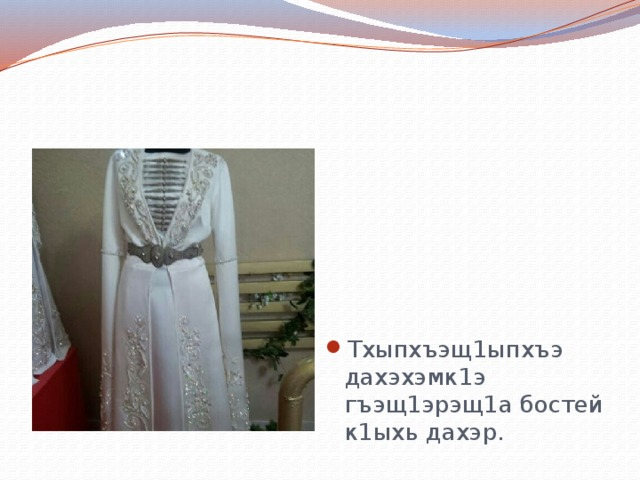 Тхыпхъэщ1ыпхъэ
дахэхэмк1э
гъэщ1эрэщ1а бостей
к1ыхь дахэр.